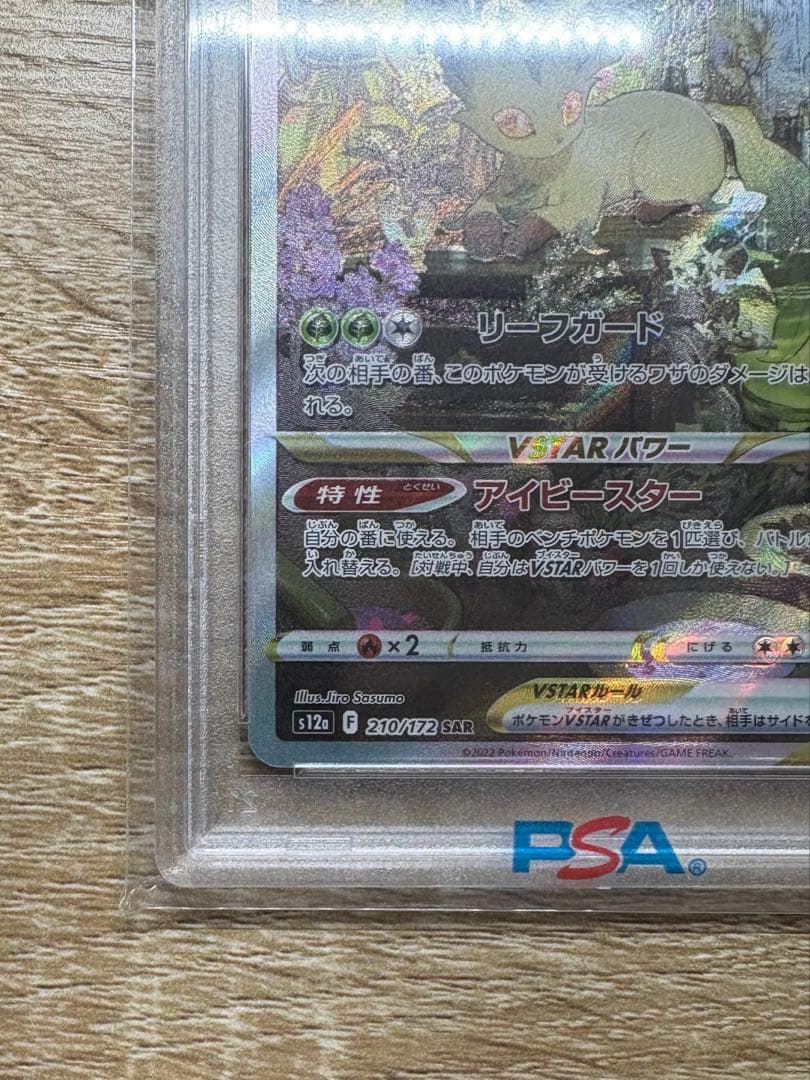 リーフガード
次の相手の番、このポケモンが受けるワザのダメージは
れる。
VSTARパワー
特性 とくせい アイビースター
自分の番に使える。相手のベンチポケモンを1匹選び、バトル
入れ替える。[対戦中、自分はVSTARパワーを1回しか使えない。]
弱点 ×2 抵抗力 にげる
Illus.Jiro Sasumo
VSTARルール
s12a F 210/172 SAR
ポケモンVSTARがきぜつしたとき、相手はサイドを
©2022 Pokémon/Nintendo/Creatures/GAME FREAK.
PSA®